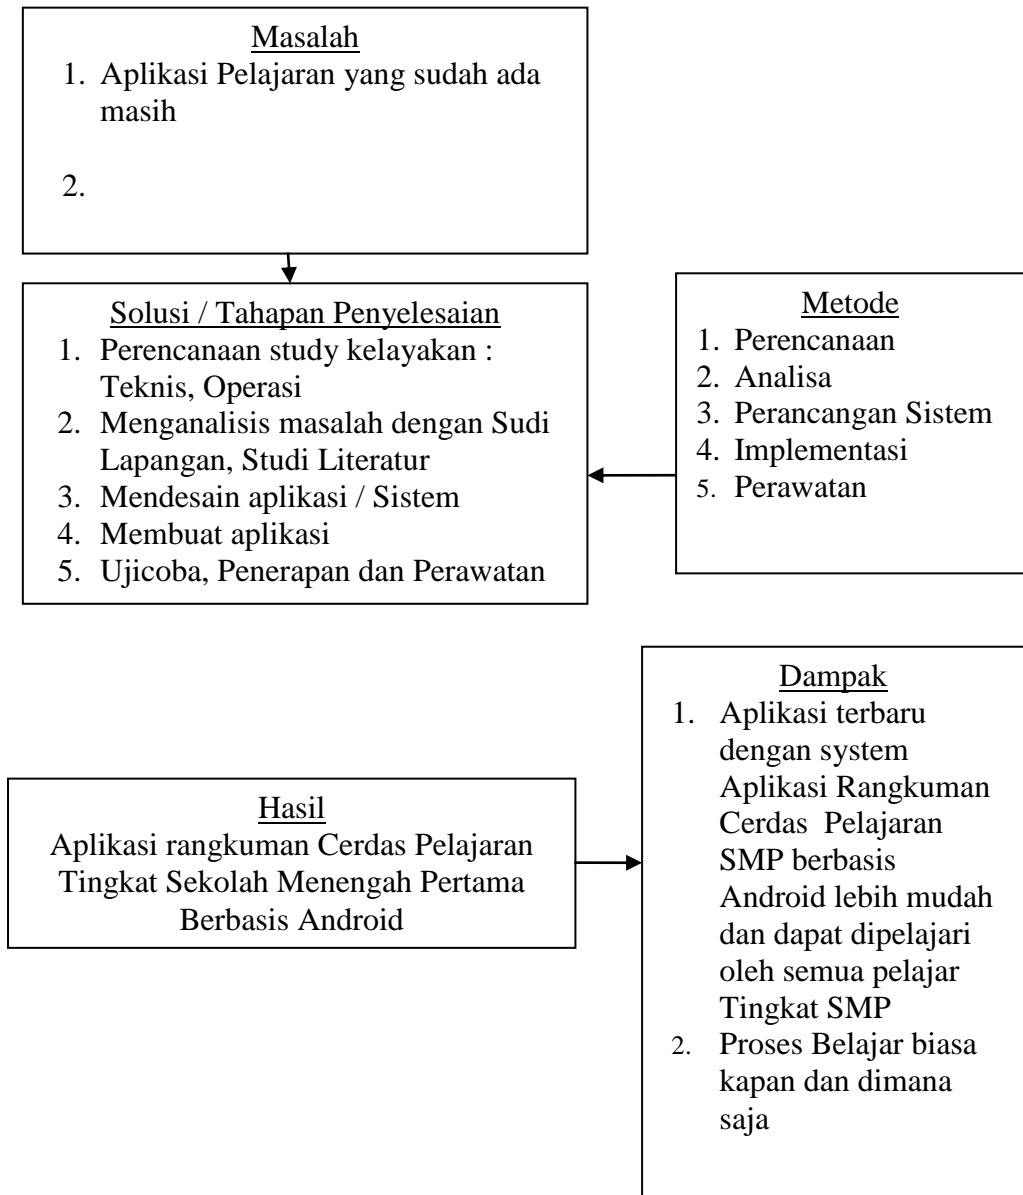 Masalah
1. Aplikasi Pelajaran yang sudah ada
masih
2.
Solusi / Tahapan Penyelesaian
1. Perencanaan study kelayakan :
Teknis, Operasi
2. Menganalisis masalah dengan Sudi
Lapangan, Studi Literatur
3. Mendesain aplikasi / Sistem
4. Membuat aplikasi
5. Ujicoba, Penerapan dan Perawatan
Metode
1. Perencanaan
2. Analisa
3. Perancangan Sistem
4. Implementasi
5. Perawatan
Hasil
Aplikasi rangkuman Cerdas Pelajaran
Tingkat Sekolah Menengah Pertama
Berbasis Android
Dampak
1. Aplikasi terbaru
dengan system
Aplikasi Rangkuman
Cerdas Pelajaran
SMP berbasis
Android lebih mudah
dan dapat dipelajari
oleh semua pelajar
Tingkat SMP
2. Proses Belajar biasa
kapan dan dimana
saja